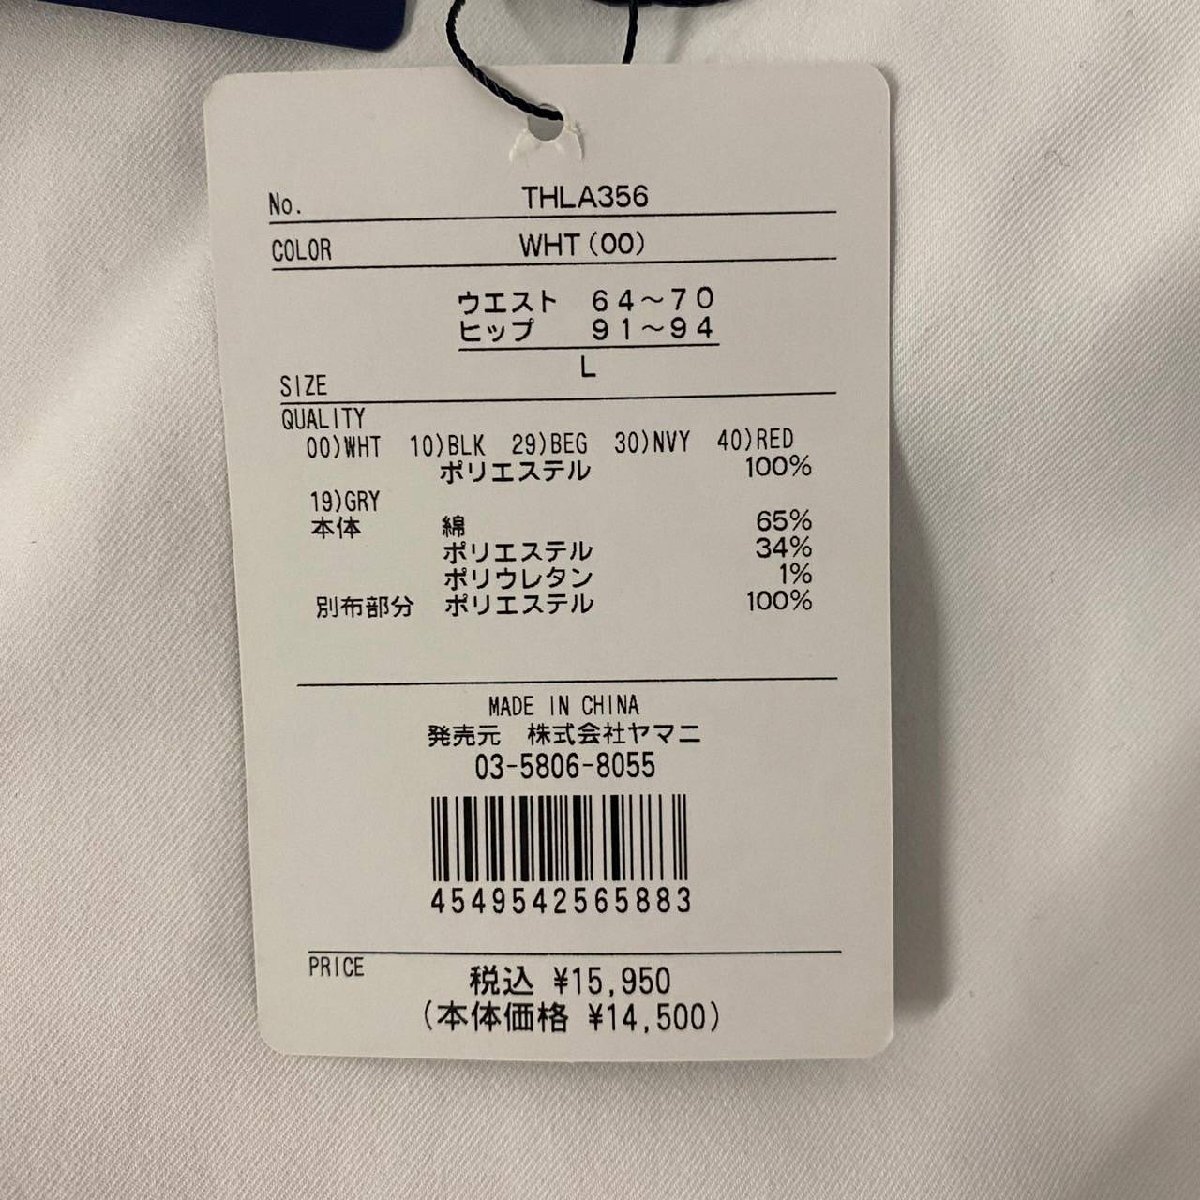 No. THLA356
COLOR WHT(00)
ウエスト 64〜70
ヒップ 91〜94
L
SIZE
QUALITY
00)WHT 10)BLK 29)BEG 30)NVY 40)RED
ポリエステル 100%
19)GRY
本体 綿 65%
ポリエステル 34%
ポリウレタン 1%
別布部分 ポリエステル 100%
MADE IN CHINA
発売元 株式会社ヤマニ
03-5806-8055
4549542565883
PRICE 税込 ¥15,950
(本体価格 ¥14,500)